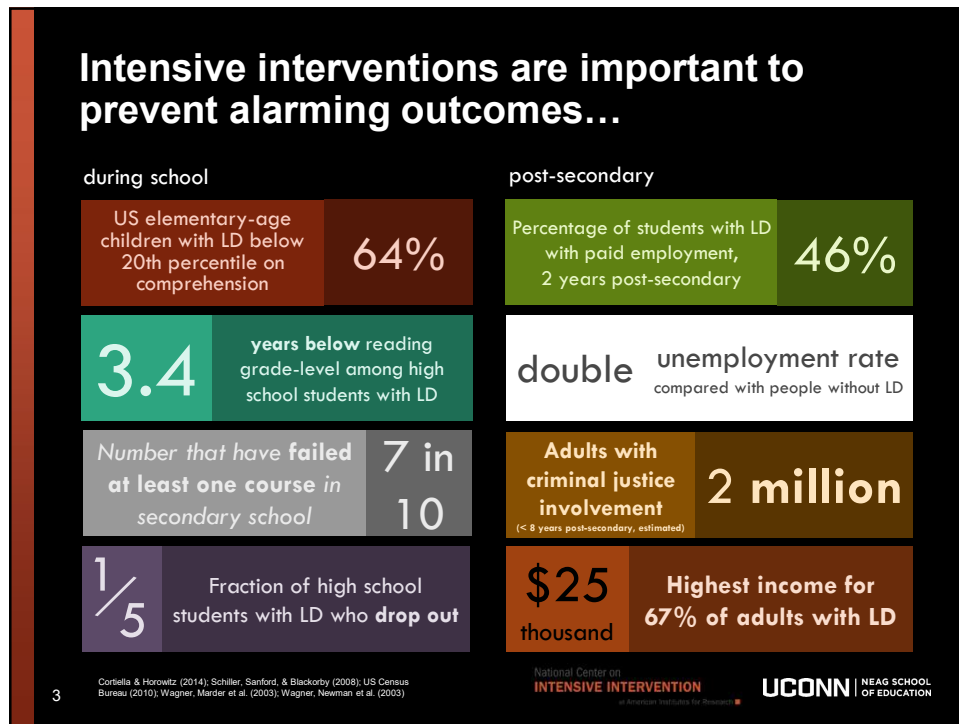 Intensive interventions are important to
prevent alarming outcomes…
during school
US elementary-age
children with LD below
20th percentile on
comprehension
64%
3.4
years below reading
grade-level among high
school students with LD
Number that have failed
at least one course in
secondary school
7 in
10
1/5
Fraction of high school
students with LD who drop out
post-secondary
Percentage of students with LD
with paid employment,
2 years post-secondary
46%
double
unemployment rate
compared with people without LD
Adults with
criminal justice
involvement
(< 8 years post-secondary, estimated)
2 million
$25
thousand
Highest income for
67% of adults with LD
3
Cortiella & Horowitz (2014); Schiller, Sanford, & Blackorby (2008); US Census
Bureau (2010); Wagner, Marder et al. (2003); Wagner, Newman et al. (2003)
National Center on
INTENSIVE INTERVENTION
at American Institutes for Research
UCONN
NEAG SCHOOL
OF EDUCATION